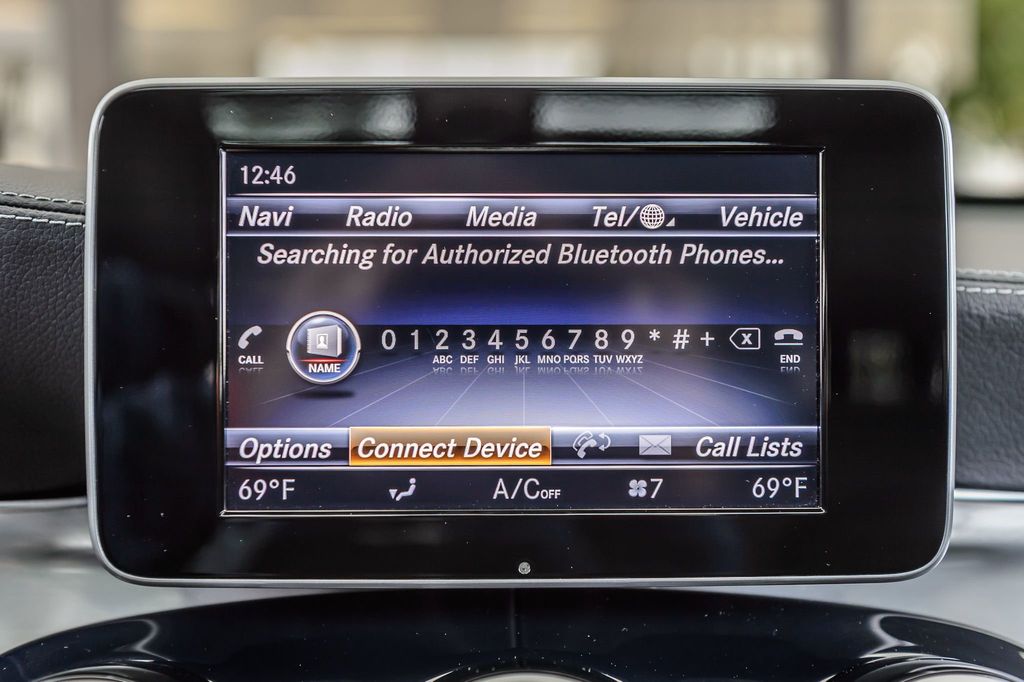 12:46
Navi Radio Media Tel/ Vehicle
Searching for Authorized Bluetooth Phones...
CALL NAME 0 1 2 3 4 5 6 7 8 9 * # + X END
ABC DEF GHI JKL MNO PQRS TUV WXYZ
Options Connect Device Call Lists
69°F A/C OFF 7 69°F